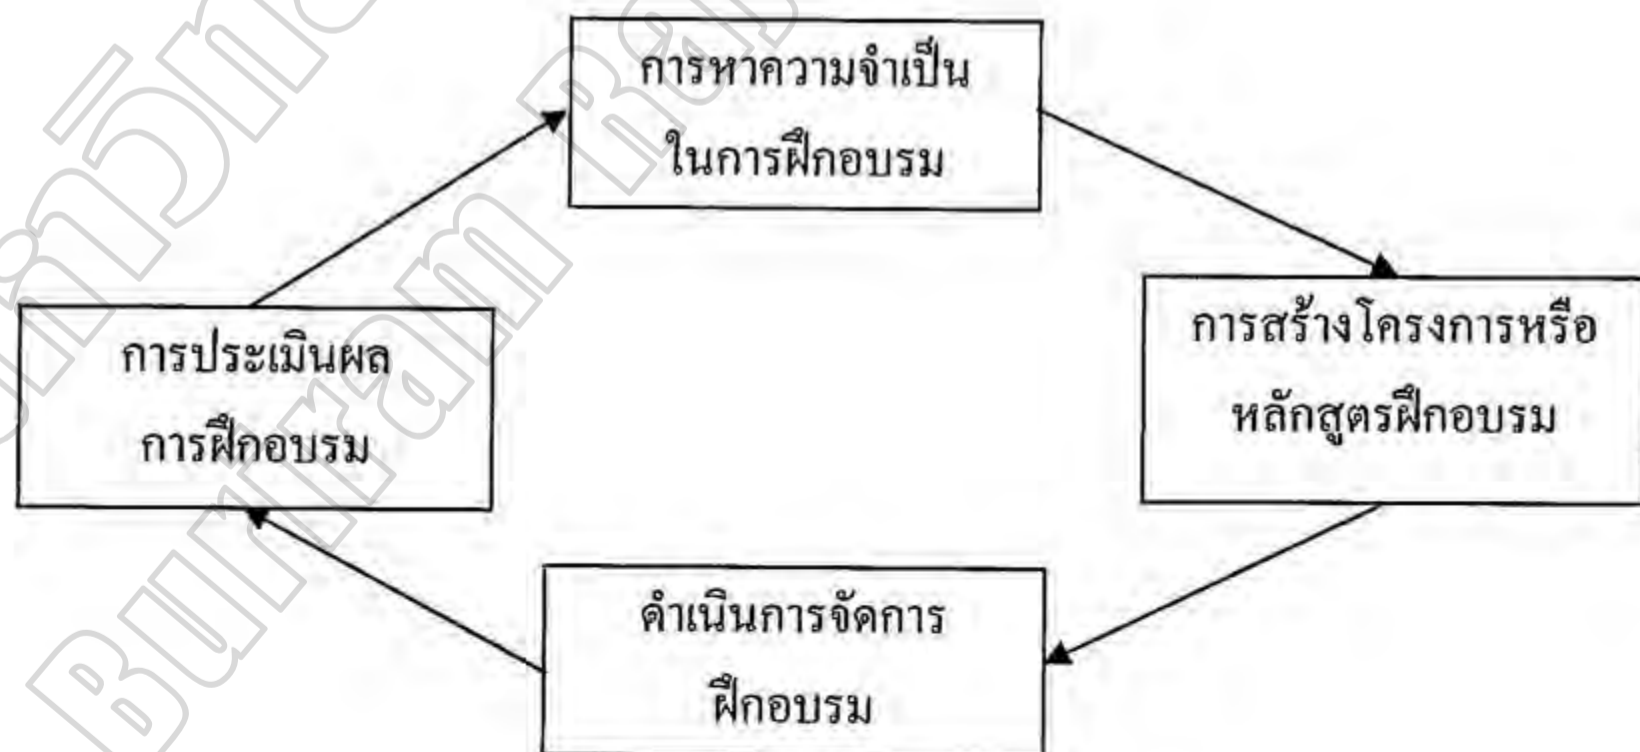 การหาความจำเป็น
ในการฝึกอบรม
การสร้างโครงการหรือ
หลักสูตรฝึกอบรม
ดำเนินการจัดการ
ฝึกอบรม
การประเมินผล
การฝึกอบรม
Buriram